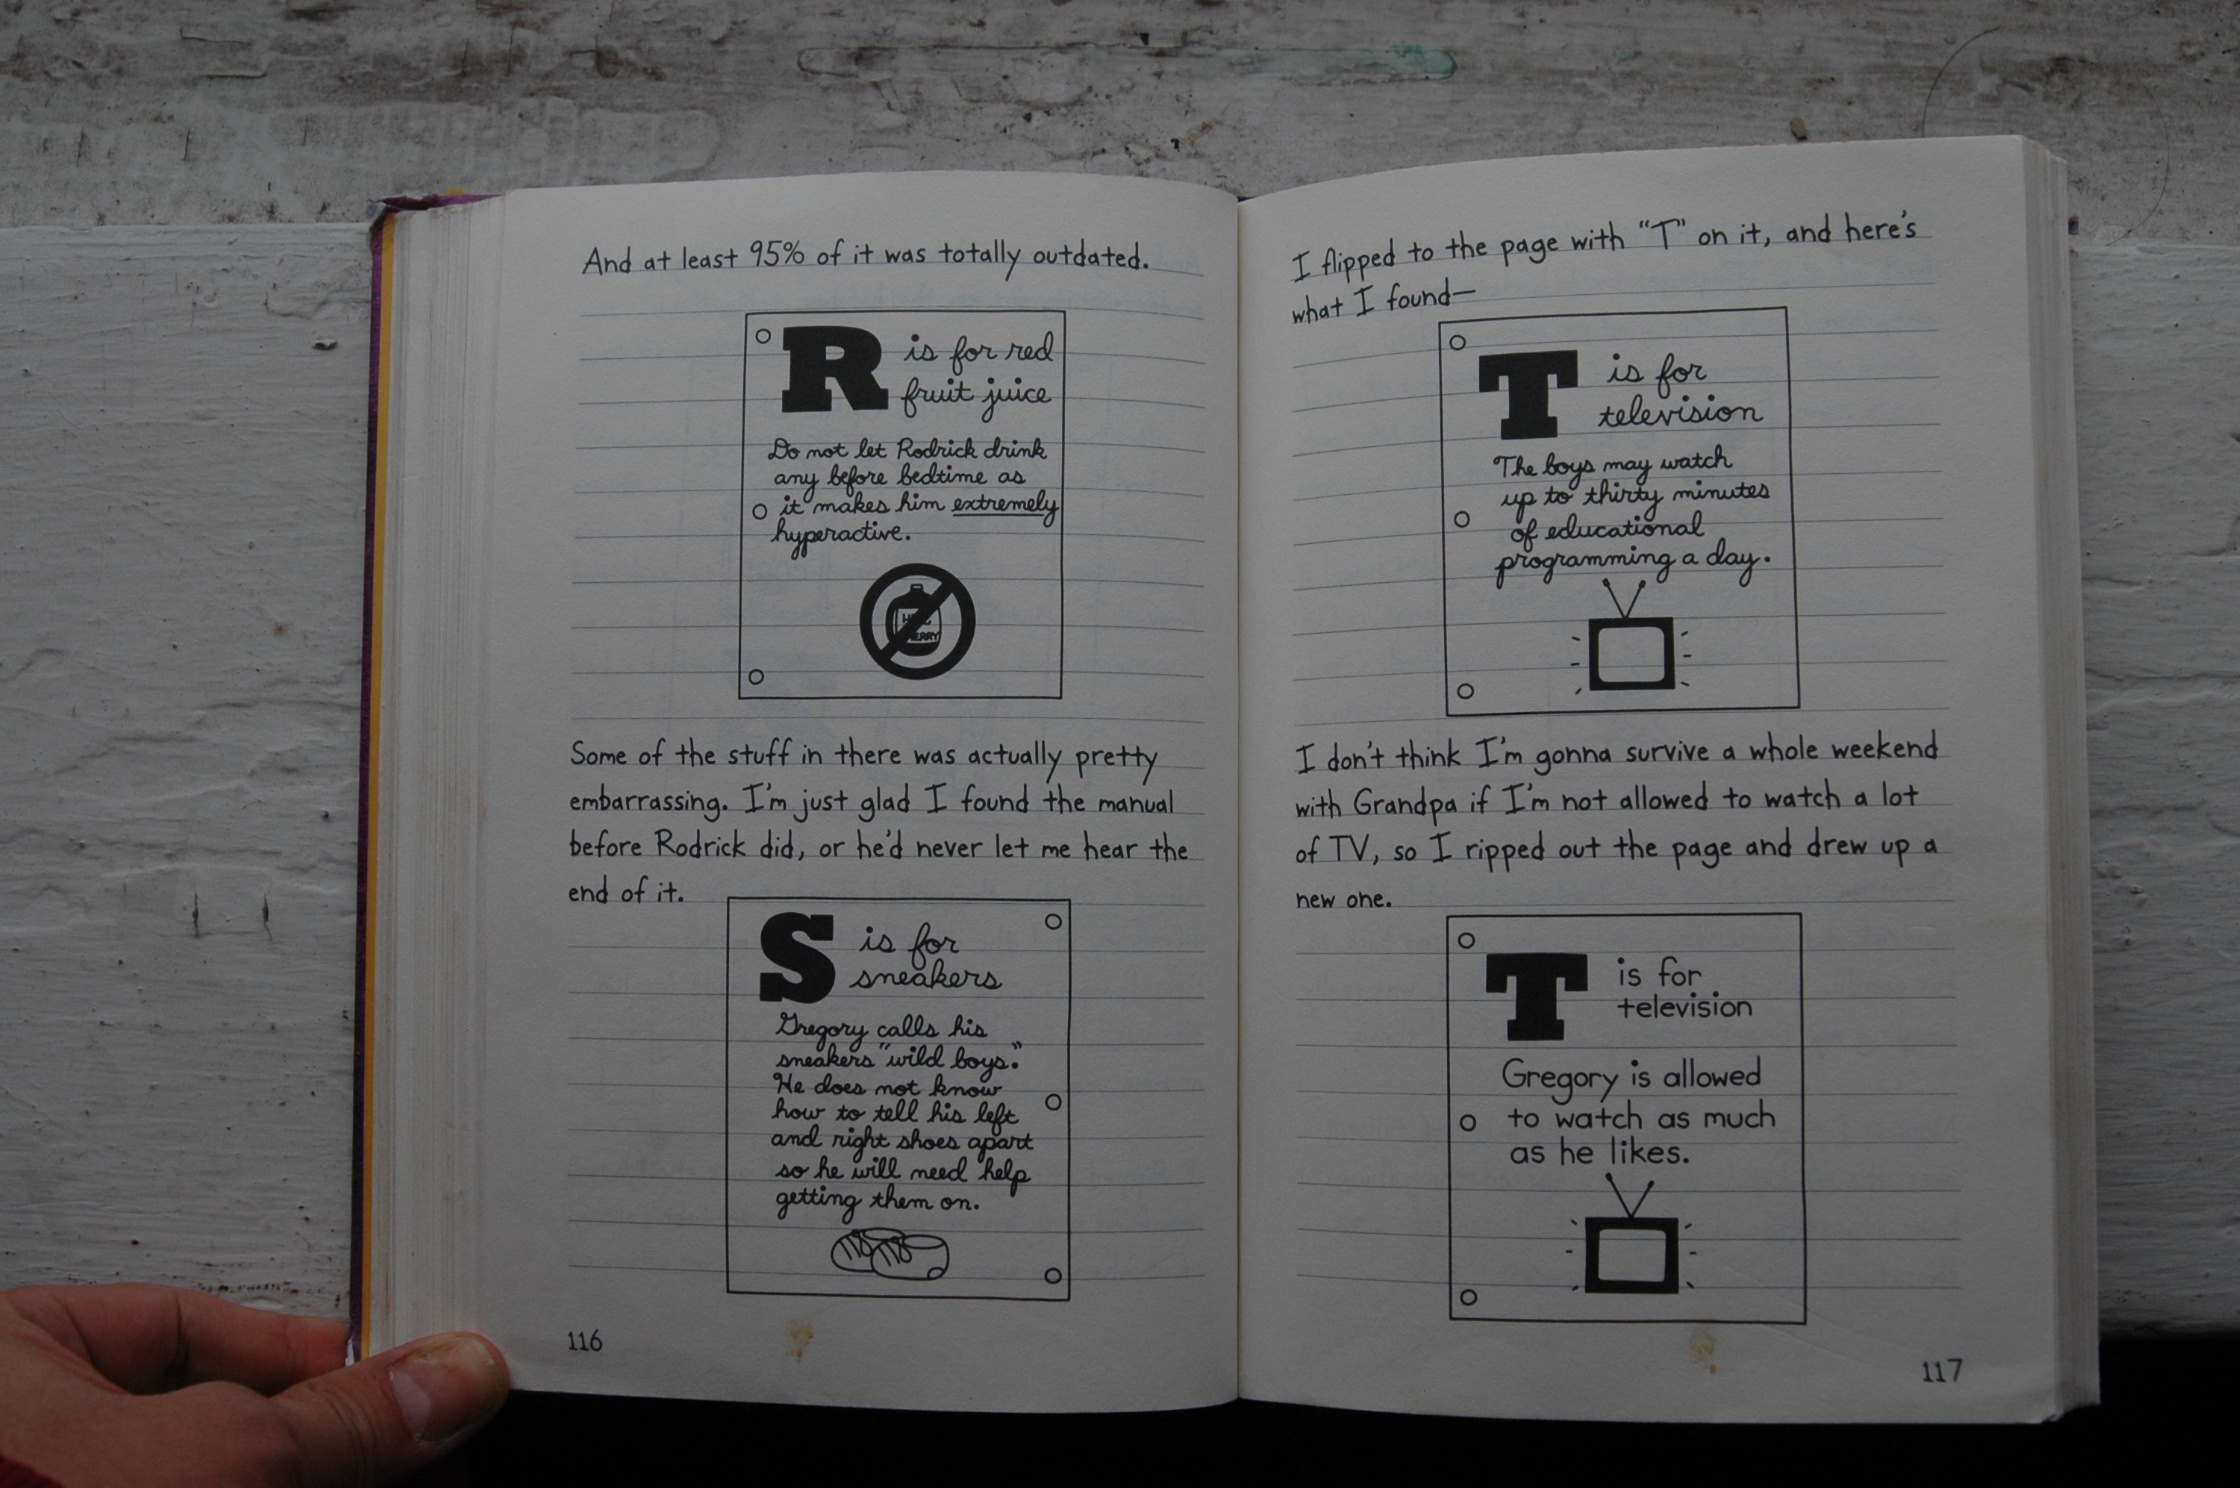 And at least 95% of it was totally outdated.
R is for red
fruit juice
Do not let Rodrick drink
any before bedtime as
it makes him extremely
hyperactive.
Some of the stuff in there was actually pretty
embarrassing. I'm just glad I found the manual
before Rodrick did, or he'd never let me hear the
end of it.
S is for
sneakers
Gregory calls his
sneakers "wild boys."
He does not know
how to tell his left
and right shoes apart
so he will need help
getting them on.
116
I flipped to the page with "T" on it, and here's
what I found—
T is for
television
The boys may watch
up to thirty minutes
of educational
programming a day.
I don't think I'm gonna survive a whole weekend
with Grandpa if I'm not allowed to watch a lot
of TV, so I ripped out the page and drew up a
new one.
T is for
television
Gregory is allowed
to watch as much
as he likes.
117